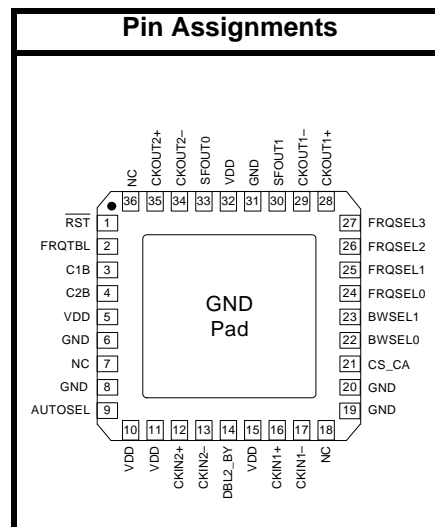 Pin Assignments
NC
CKOUT2+
CKOUT2–
SFOUT0
VDD
GND
SFOUT1
CKOUT1–
CKOUT1+
36 35 34 33 32 31 30 29 28
RST 1
FRQTBL 2
C1B 3
C2B 4
VDD 5
GND 6
NC 7
GND 8
AUTOSEL 9
GND
Pad
27 FRQSEL3
26 FRQSEL2
25 FRQSEL1
24 FRQSEL0
23 BWSEL1
22 BWSEL0
21 CS_CA
20 GND
19 GND
10 11 12 13 14 15 16 17 18
VDD
VDD
CKIN2+
CKIN2–
DBL2_BY
VDD
CKIN1+
CKIN1–
NC